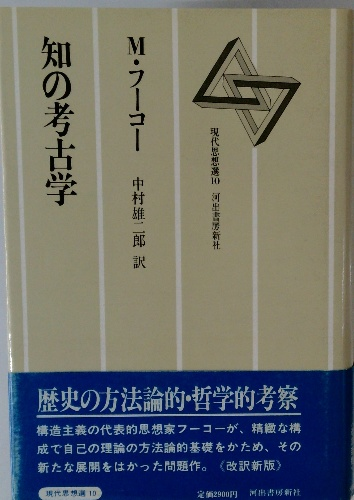 知の考古学
M・フーコー
中村雄二郎 訳
現代思想選10 河出書房新社
歴史の方法論的・哲学的考察
構造主義の代表的思想家フーコーが、精緻な構
成で自己の理論の方法論的基礎をかため、その
新たな展開をはかった問題作。《改訳新版》
現代思想選 10
定価2900円
河出書房新社